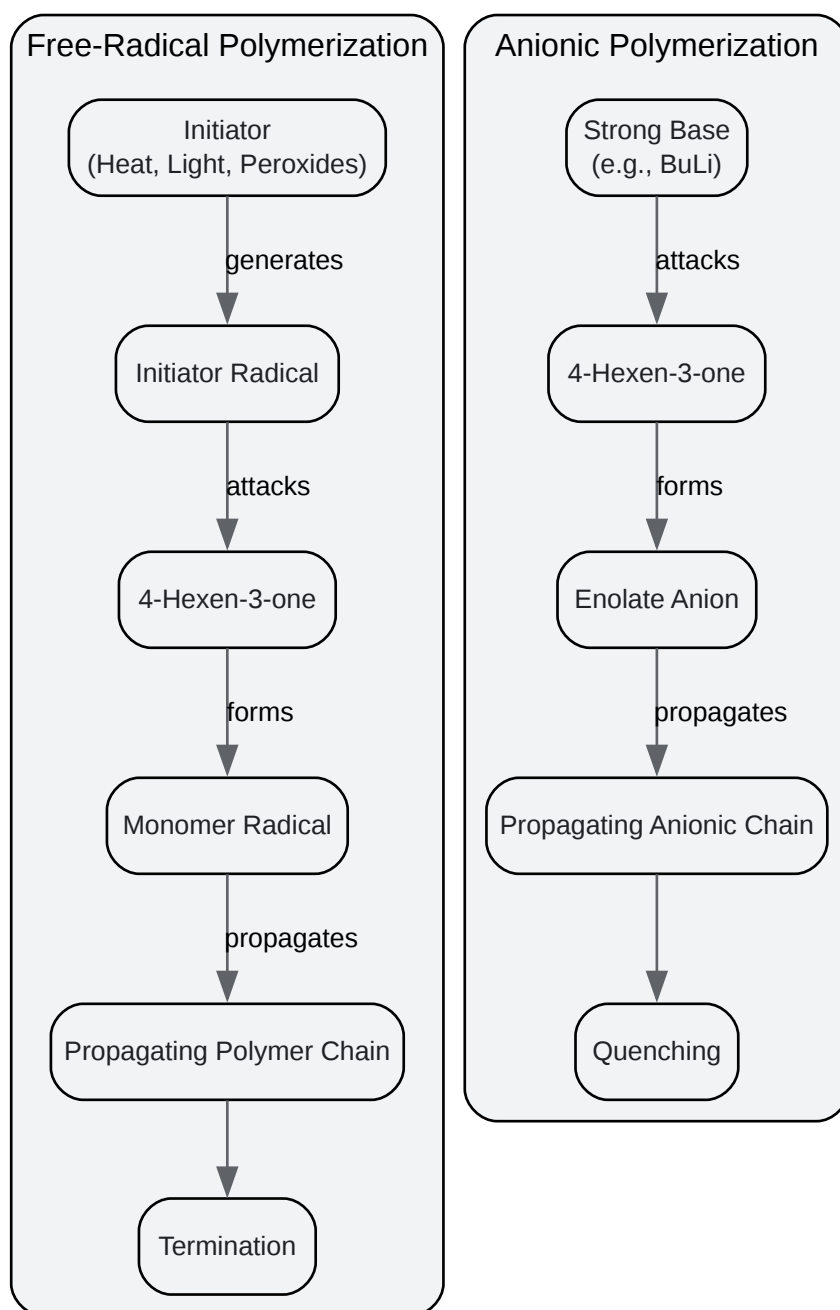 Free-Radical Polymerization
Initiator
(Heat, Light, Peroxides)
generates
Initiator Radical
attacks
4-Hexen-3-one
forms
Monomer Radical
propagates
Propagating Polymer Chain
Termination
Anionic Polymerization
Strong Base
(e.g., BuLi)
attacks
4-Hexen-3-one
forms
Enolate Anion
propagates
Propagating Anionic Chain
Quenching